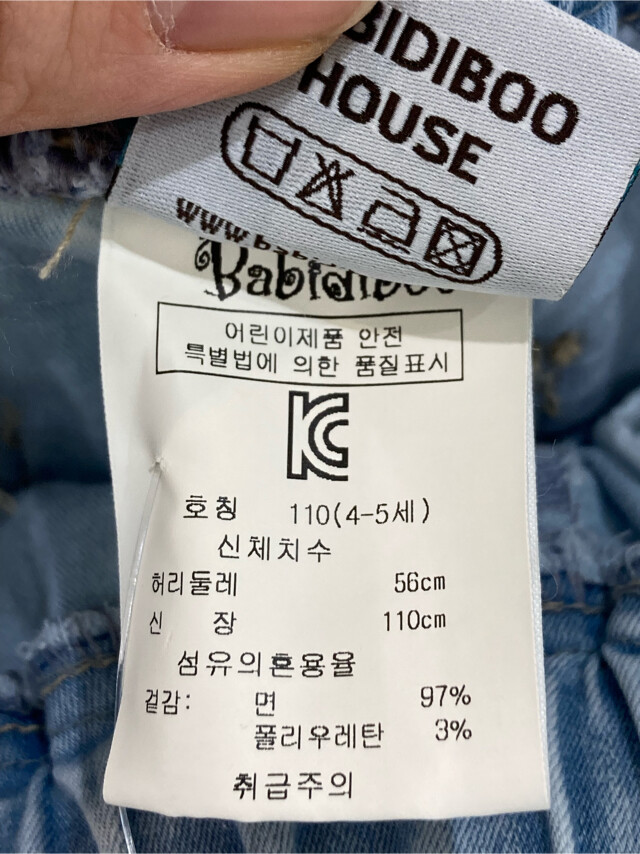 BIDIBOO
HOUSE
Babidiboo
어린이제품 안전
특별법에 의한 품질표시
호칭 110(4-5세)
신체치수
허리둘레 56cm
신 장 110cm
섬유의혼용율
겉감: 면 97%
폴리우레탄 3%
취급주의